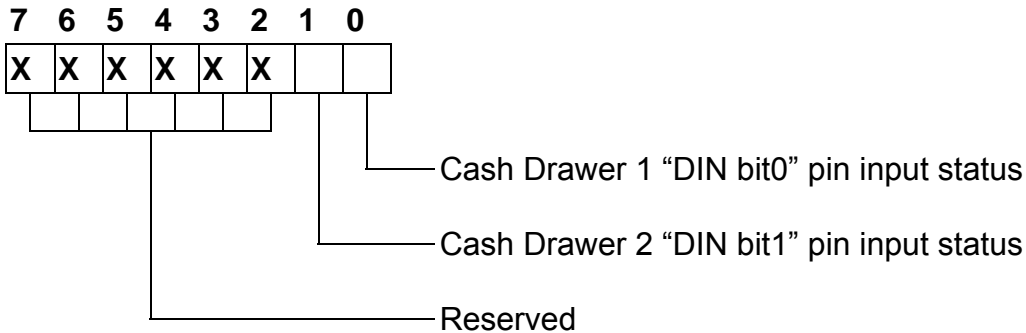 7 6 5 4 3 2 1 0
X X X X X X
Cash Drawer 1 “DIN bit0” pin input status
Cash Drawer 2 “DIN bit1” pin input status
Reserved